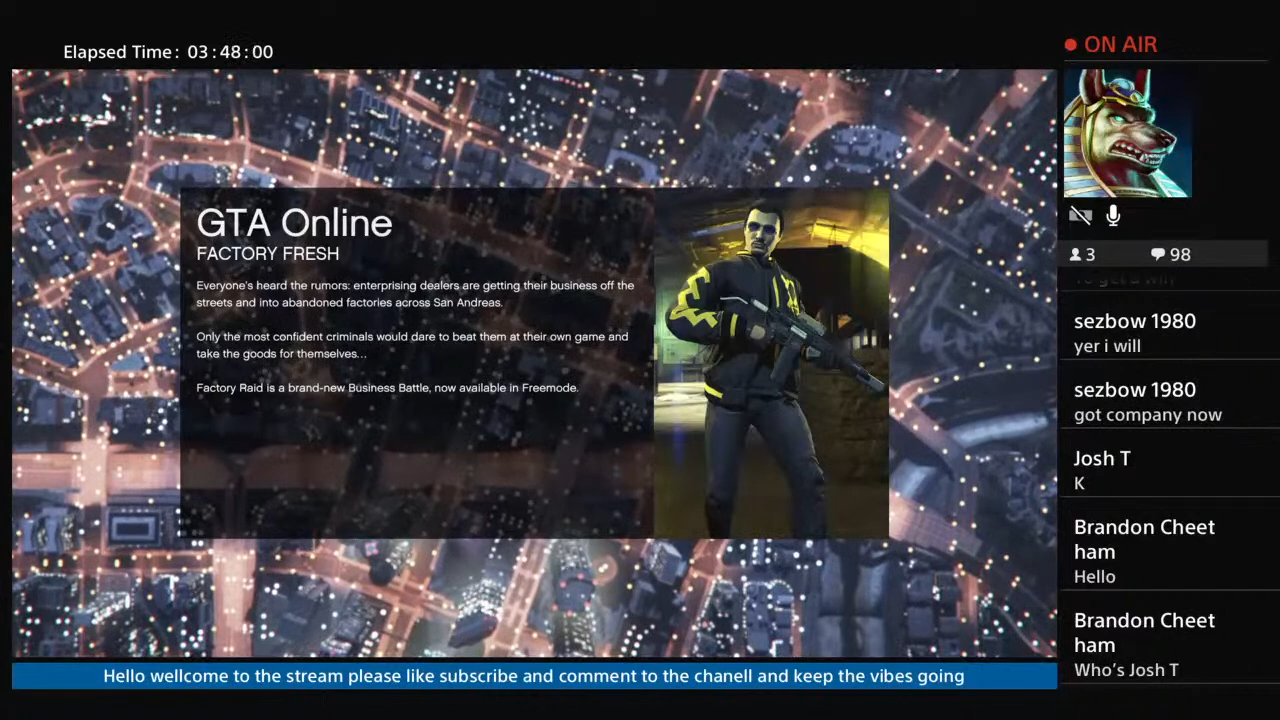 Elapsed Time: 03:48:00
ON AIR
GTA Online
FACTORY FRESH
Everyone's heard the rumors: enterprising dealers are getting their business off the
streets and into abandoned factories across San Andreas.
Only the most confident criminals would dare to beat them at their own game and
take the goods for themselves...
Factory Raid is a brand-new Business Battle, now available in Freemode.
3
98
sezbow 1980
yer i will
sezbow 1980
got company now
Josh T
K
Brandon Cheet
ham
Hello
Brandon Cheet
ham
Who's Josh T
Hello wellcome to the stream please like subscribe and comment to the chanell and keep the vibes going